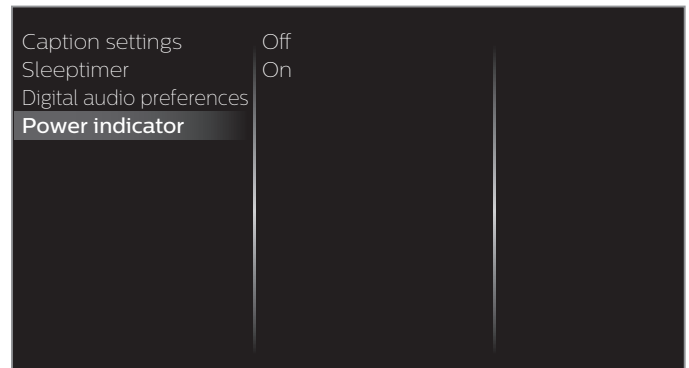 Caption settings
Sleeptimer
Digital audio preferences
Power indicator
Off
On